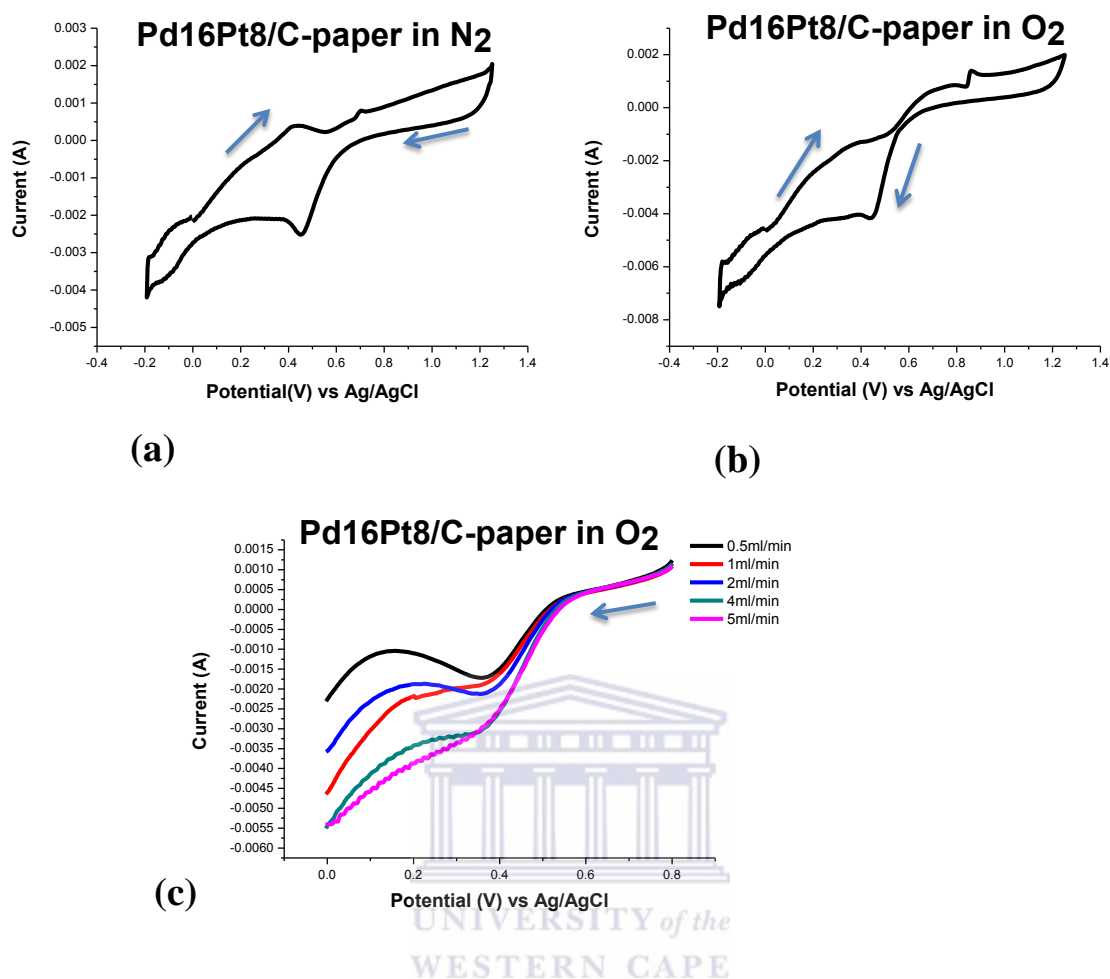 Pd16Pt8/C-paper in N2
0.003
0.002
0.001
0.000
-0.001
-0.002
-0.003
-0.004
-0.005
Current (A)
-0.4 -0.2 0.0 0.2 0.4 0.6 0.8 1.0 1.2 1.4
Potential(V) vs Ag/AgCl
(a)
Pd16Pt8/C-paper in O2
0.002
0.000
-0.002
-0.004
-0.006
-0.008
Current (A)
-0.4 -0.2 0.0 0.2 0.4 0.6 0.8 1.0 1.2 1.4
Potential (V) vs Ag/AgCl
(b)
Pd16Pt8/C-paper in O2
0.0015
0.0010
0.0005
0.0000
-0.0005
-0.0010
-0.0015
-0.0020
-0.0025
-0.0030
-0.0035
-0.0040
-0.0045
-0.0050
-0.0055
-0.0060
Current (A)
0.5ml/min
1ml/min
2ml/min
4ml/min
5ml/min
0.0 0.2 0.4 0.6 0.8
Potential (V) vs Ag/AgCl
(c)
UNIVERSITY of the
WESTERN CAPE